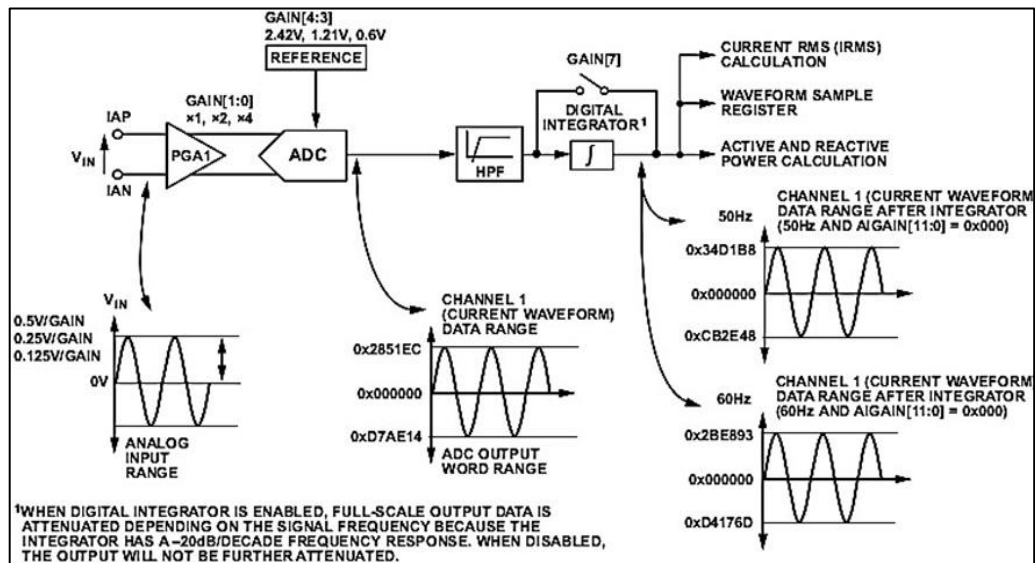 GAIN[4:3]
2.42V, 1.21V, 0.6V
REFERENCE
GAIN[1:0]
×1, ×2, ×4
IAP
VIN
IAN
PGA1
ADC
HPF
GAIN[7]
DIGITAL
INTEGRATOR1
∫
CURRENT RMS (IRMS)
CALCULATION
WAVEFORM SAMPLE
REGISTER
ACTIVE AND REACTIVE
POWER CALCULATION
50Hz
CHANNEL 1 (CURRENT WAVEFORM)
DATA RANGE AFTER INTEGRATOR
(50Hz AND AIGAIN[11:0] = 0x000)
0x34D1B8
0x000000
0xCB2E48
VIN
0.5V/GAIN
0.25V/GAIN
0.125V/GAIN
0V
ANALOG
INPUT
RANGE
CHANNEL 1
(CURRENT WAVEFORM)
DATA RANGE
0x2851EC
0x000000
0xD7AE14
ADC OUTPUT
WORD RANGE
60Hz
CHANNEL 1 (CURRENT WAVEFORM)
DATA RANGE AFTER INTEGRATOR
(60Hz AND AIGAIN[11:0] = 0x000)
0x2BE893
0x000000
0xD4176D
1WHEN DIGITAL INTEGRATOR IS ENABLED, FULL-SCALE OUTPUT DATA IS
ATTENUATED DEPENDING ON THE SIGNAL FREQUENCY BECAUSE THE
INTEGRATOR HAS A –20dB/DECADE FREQUENCY RESPONSE. WHEN DISABLED,
THE OUTPUT WILL NOT BE FURTHER ATTENUATED.